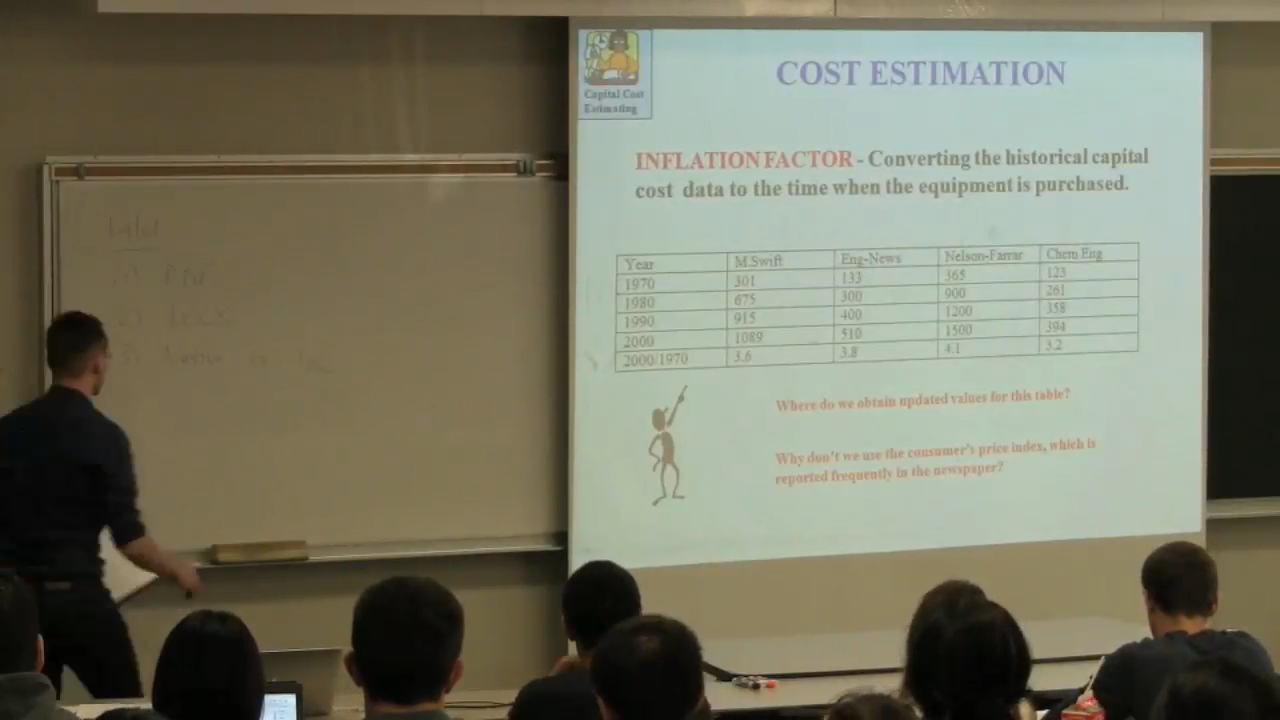 Capital Cost
Estimating
COST ESTIMATION
INFLATION FACTOR - Converting the historical capital
cost data to the time when the equipment is purchased.
Year M.Swift Eng-News Nelson-Farrar Chem Eng
1970 301 133 365 123
1980 675 300 900 261
1990 915 400 1200 358
2000 1089 510 1500 394
2000/1970 3.6 3.8 4.1 3.2
Where do we obtain updated values for this table?
Why don't we use the consumer's price index, which is
reported frequently in the newspaper?